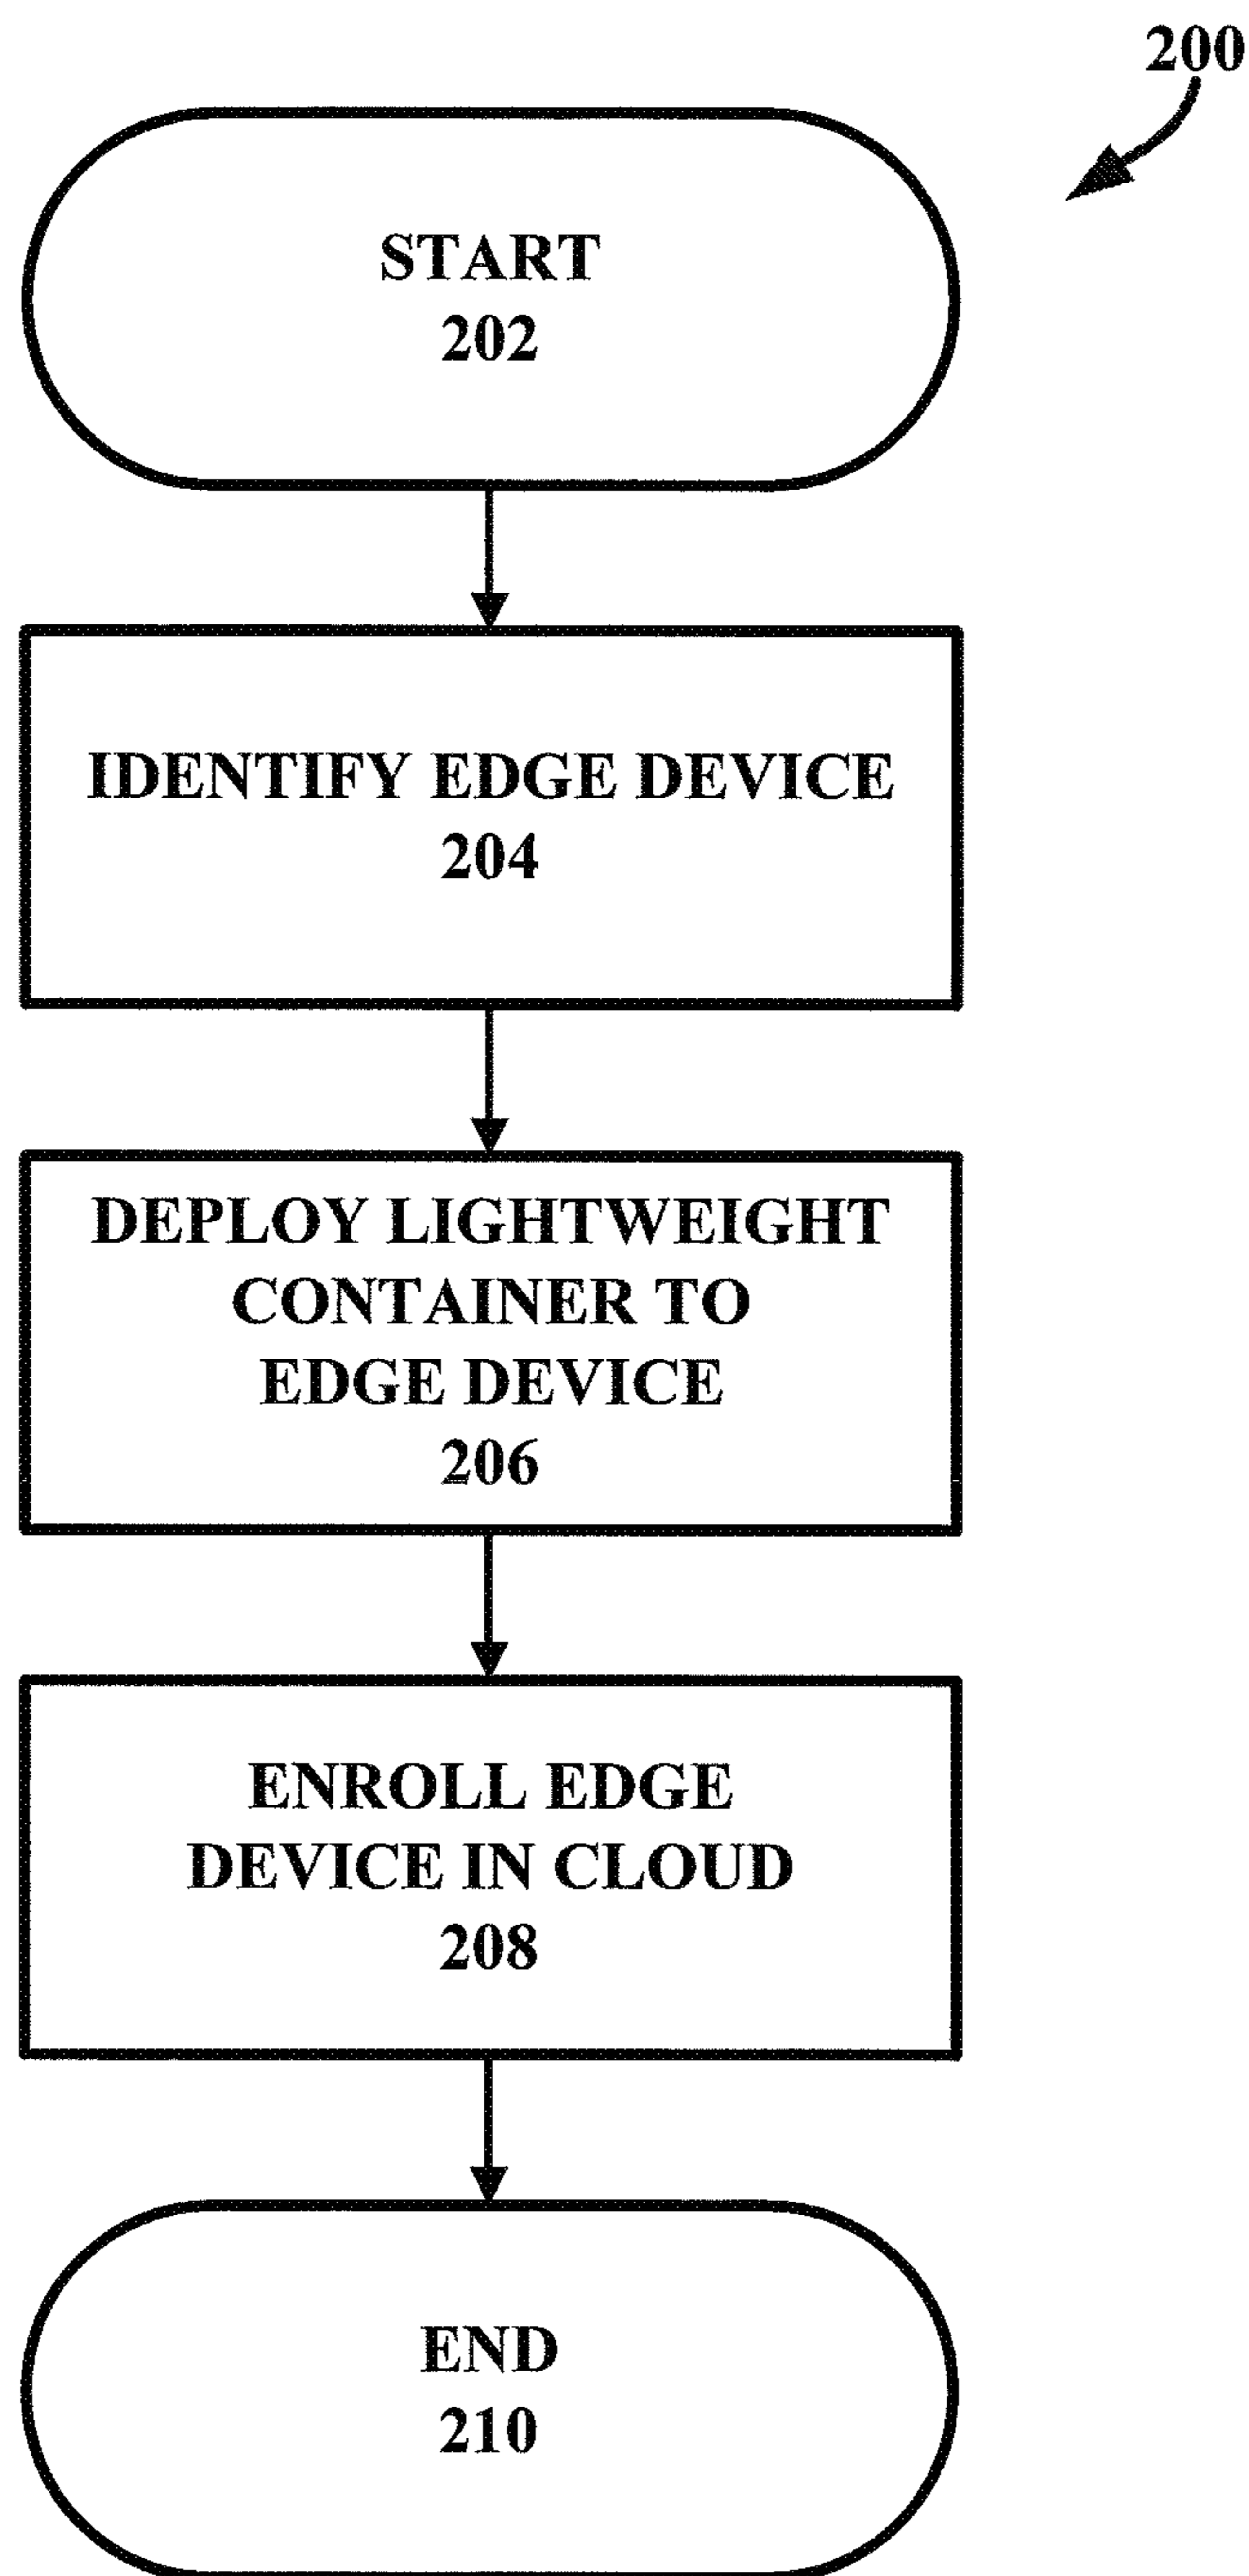 200
START
202
IDENTIFY EDGE DEVICE
204
DEPLOY LIGHTWEIGHT
CONTAINER TO
EDGE DEVICE
206
ENROLL EDGE
DEVICE IN CLOUD
208
END
210